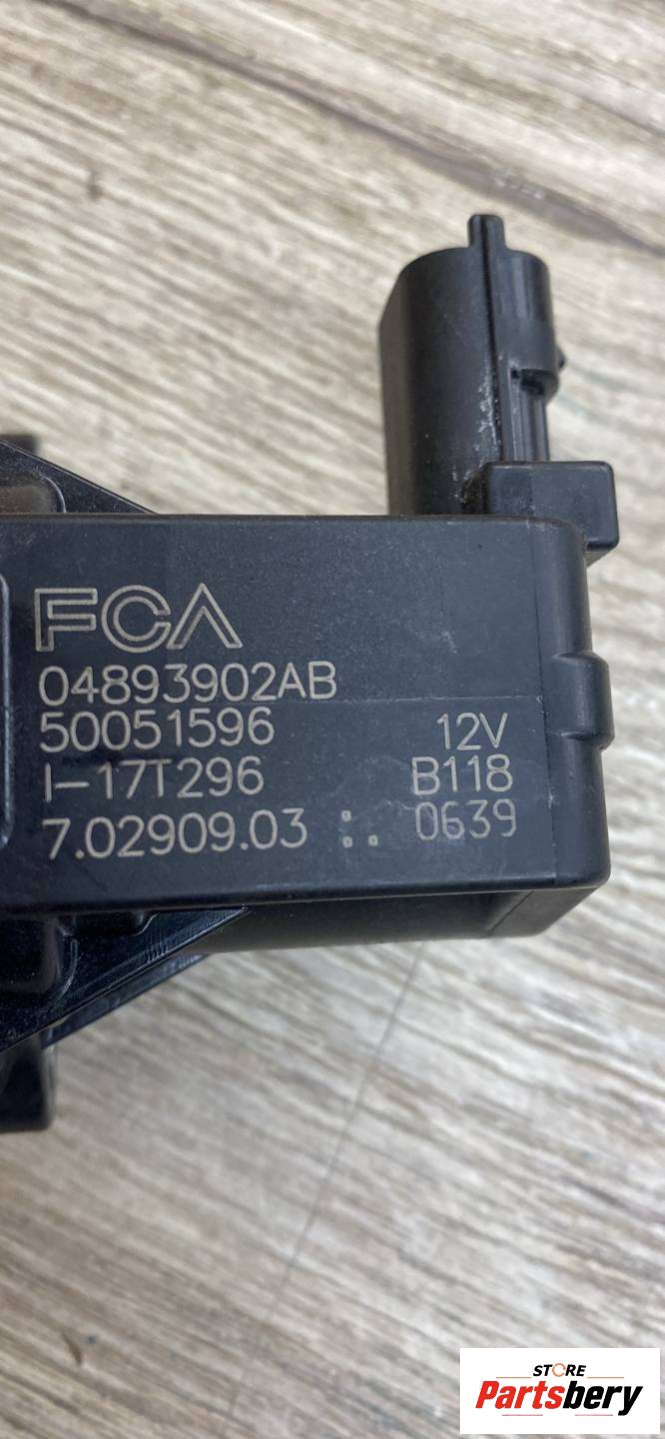 FCA
04893902AB
50051596 12V
I-17T296 B118
7.02909.03 :.. 0639
STORE
Partsbery